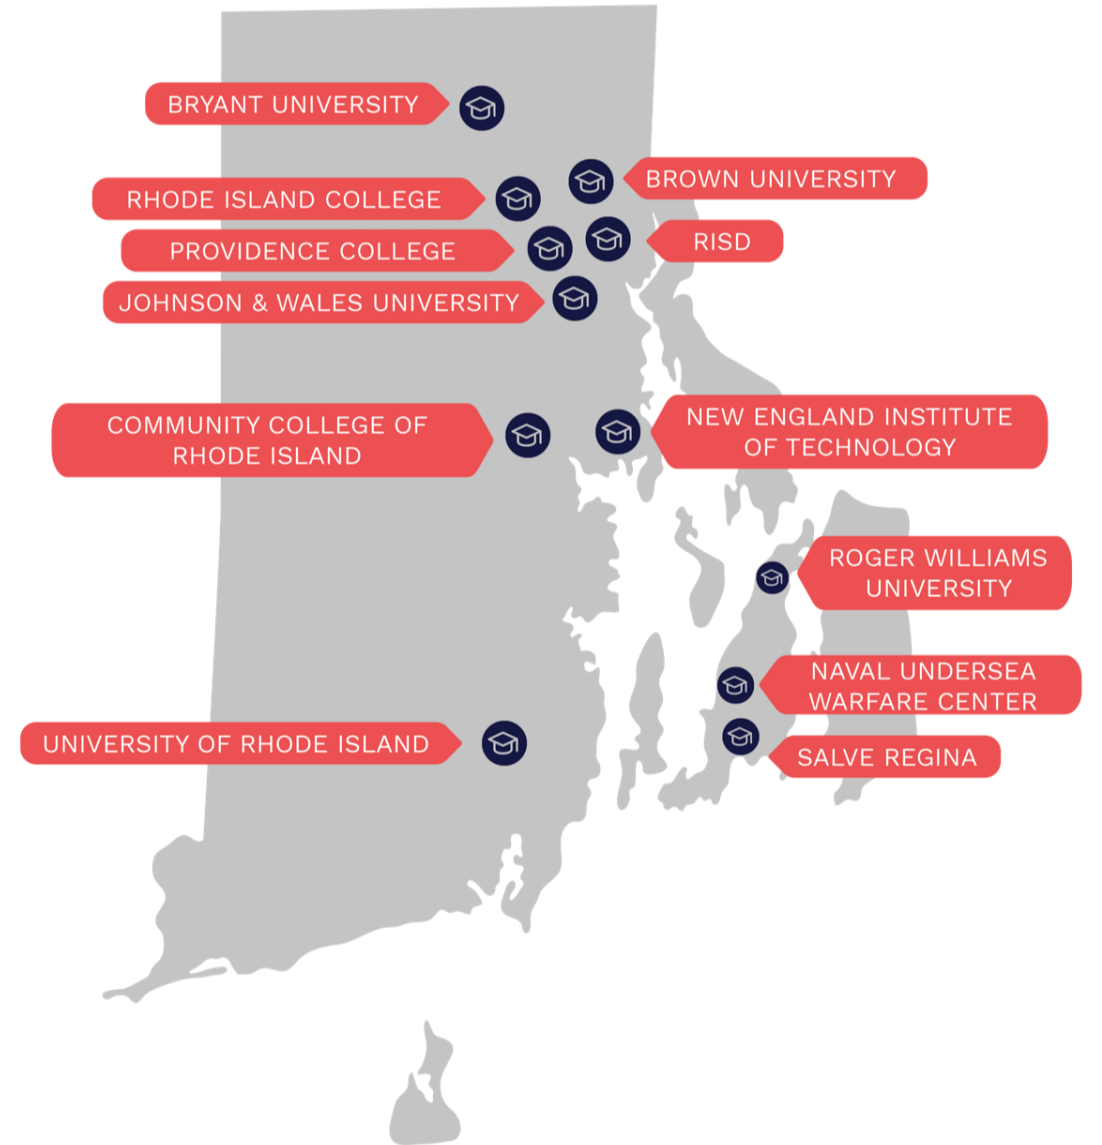 BRYANT UNIVERSITY
BROWN UNIVERSITY
RHODE ISLAND COLLEGE
RISD
PROVIDENCE COLLEGE
JOHNSON & WALES UNIVERSITY
COMMUNITY COLLEGE OF
RHODE ISLAND
NEW ENGLAND INSTITUTE
OF TECHNOLOGY
ROGER WILLIAMS
UNIVERSITY
NAVAL UNDERSEA
WARFARE CENTER
UNIVERSITY OF RHODE ISLAND
SALVE REGINA